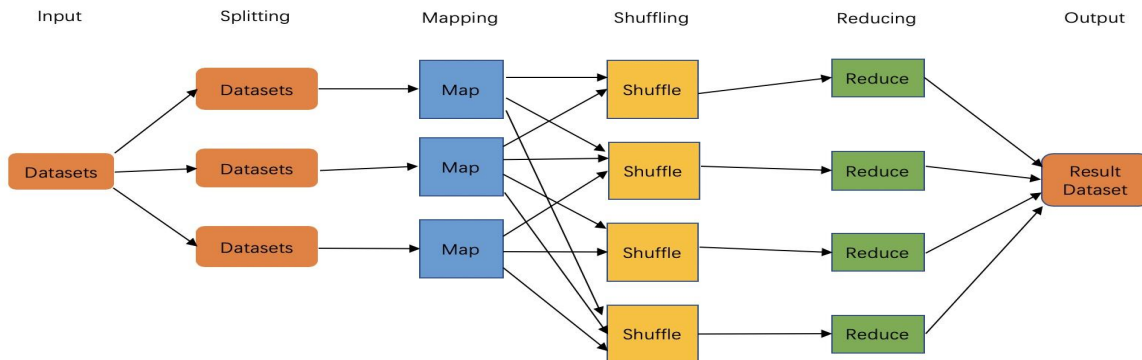 Input
Splitting
Mapping
Shuffling
Reducing
Output
Datasets
Datasets
Datasets
Datasets
Map
Map
Map
Shuffle
Shuffle
Shuffle
Shuffle
Reduce
Reduce
Reduce
Reduce
Result
Dataset